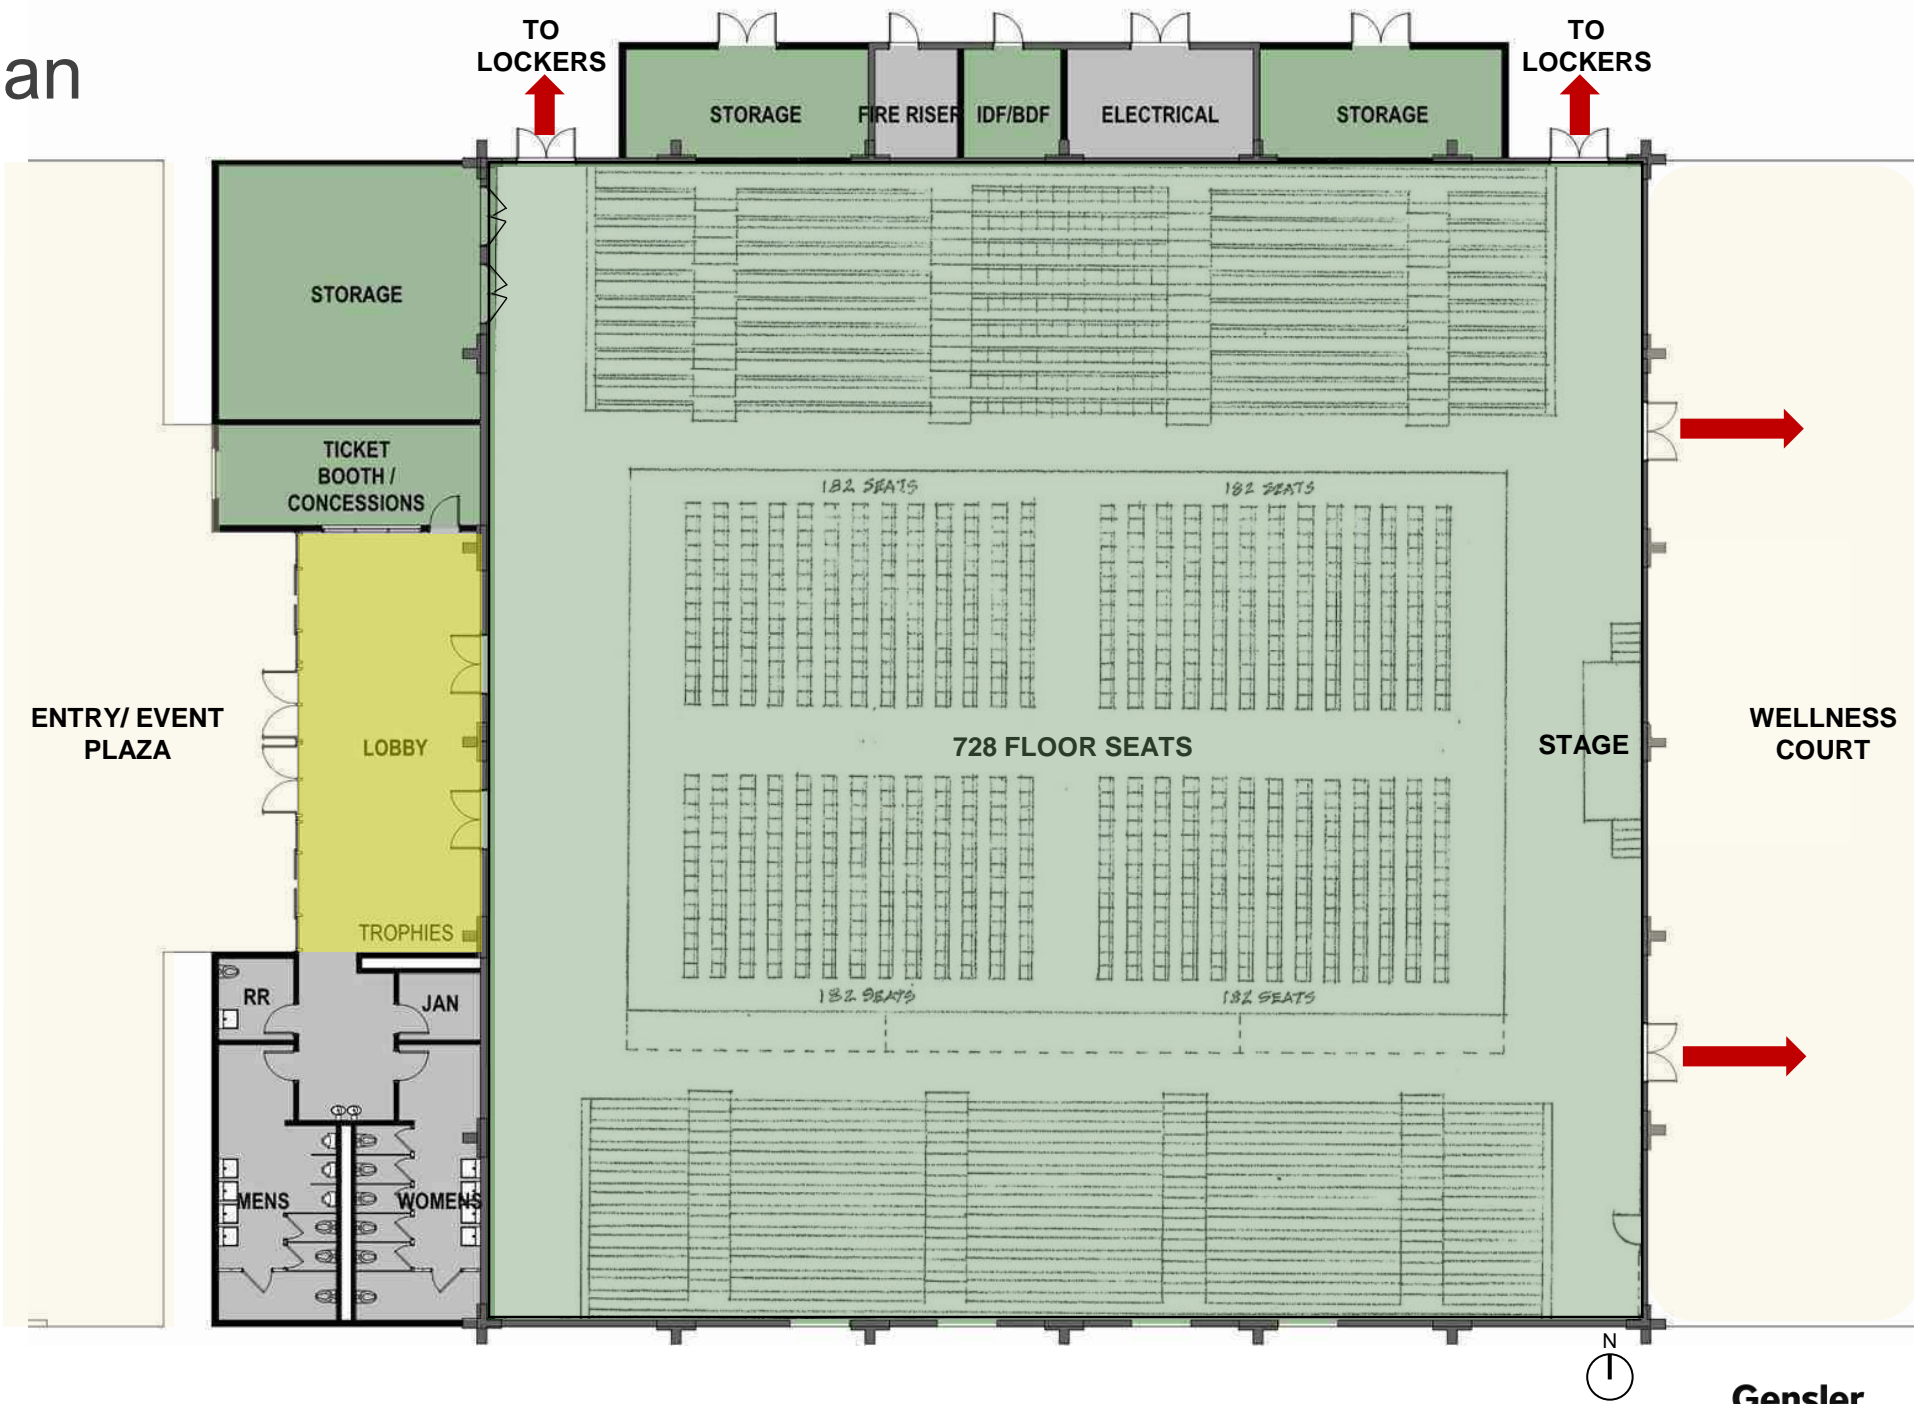 an
TO
LOCKERS
TO
LOCKERS
STORAGE
FIRE RISER
IDF/BDF
ELECTRICAL
STORAGE
STORAGE
TICKET
BOOTH /
CONCESSIONS
182 SEATS
182 SEATS
ENTRY/ EVENT
PLAZA
LOBBY
728 FLOOR SEATS
STAGE
WELLNESS
COURT
TROPHIES
RR
JAN
182 SEATS
182 SEATS
MENS
WOMENS
N
Gensler